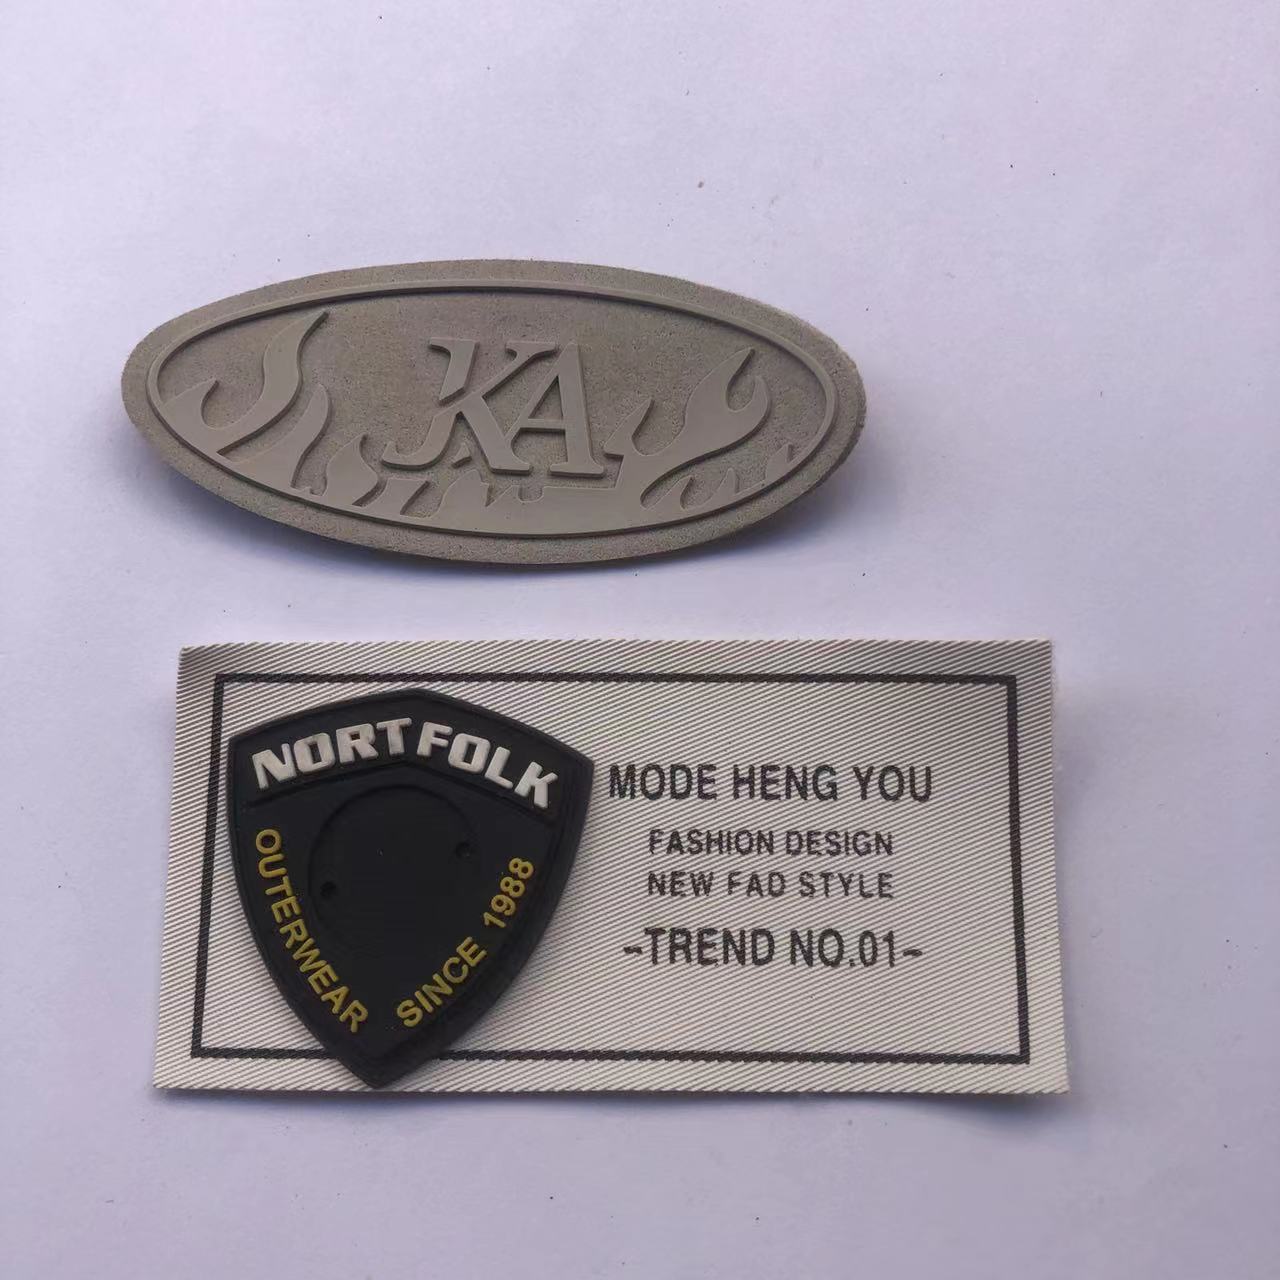 KA
NORTFOLK
OUTERWEAR
SINCE 1988
MODE HENG YOU
FASHION DESIGN
NEW FAD STYLE
-TREND NO.01-